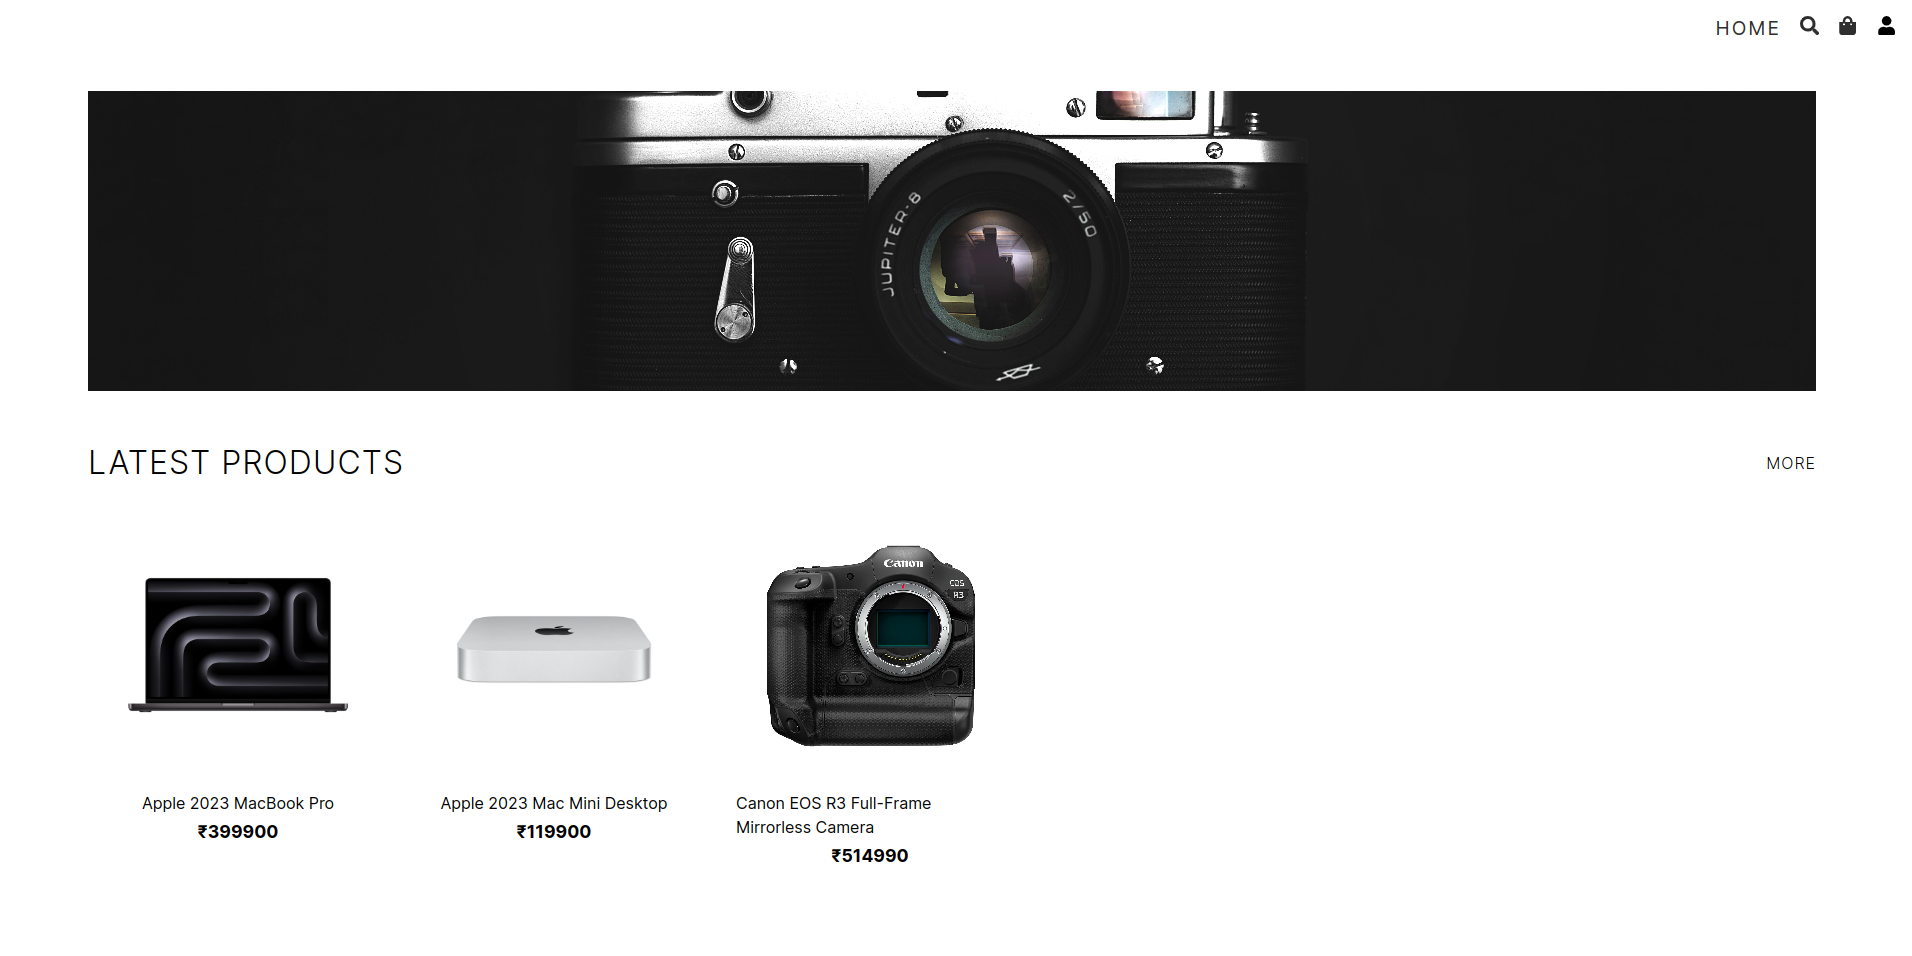 HOME
JUPITER-8
2/50
LATEST PRODUCTS
MORE
Canon
EOS
R3
Apple 2023 MacBook Pro
₹399900
Apple 2023 Mac Mini Desktop
₹119900
Canon EOS R3 Full-Frame
Mirrorless Camera
₹514990